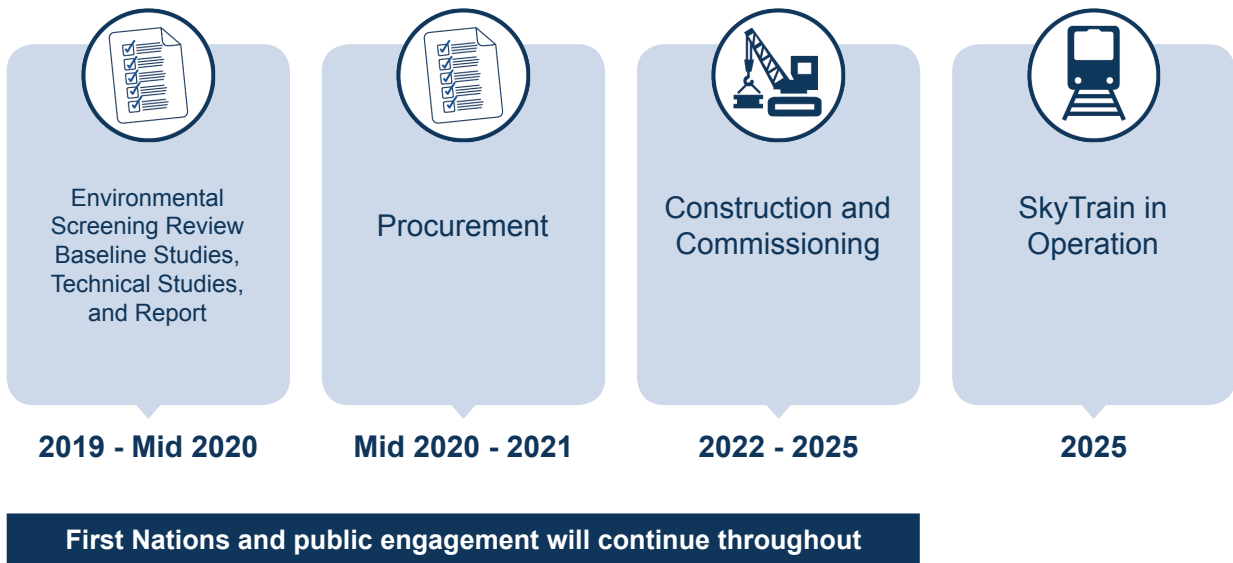 Environmental
Screening Review
Baseline Studies,
Technical Studies,
and Report
Procurement
Construction and
Commissioning
SkyTrain in
Operation
2019 - Mid 2020
Mid 2020 - 2021
2022 - 2025
2025
First Nations and public engagement will continue throughout